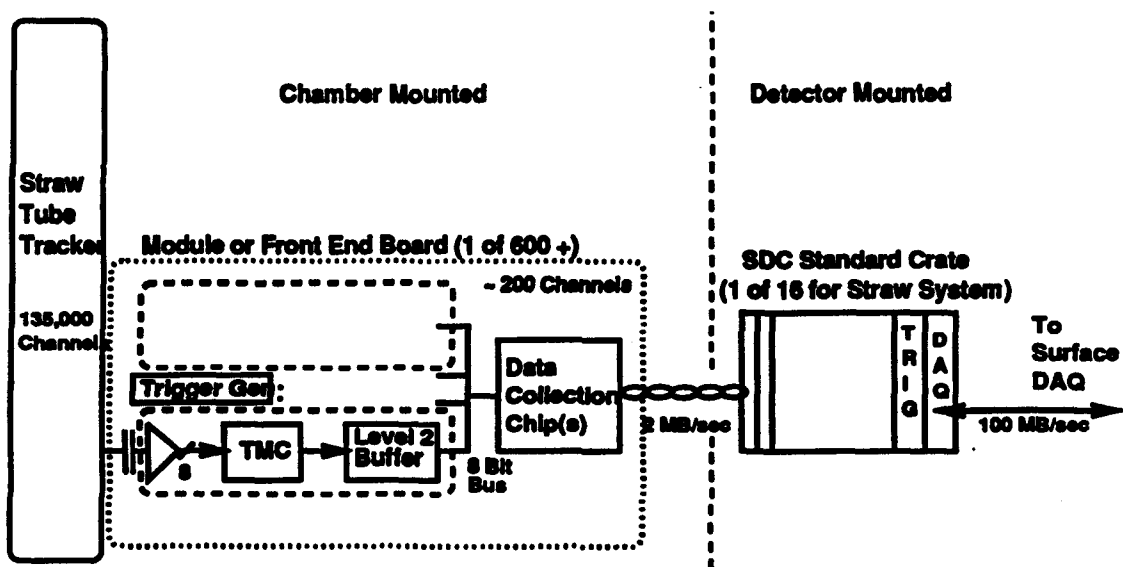 Chamber Mounted
Detector Mounted
Straw
Tube
Tracker
135,000
Channels
Module or Front End Board (1 of 600 +)
~ 200 Channels
Trigger Gen:
8
TMC
Level 2
Buffer
8 Bit
Bus
Data
Collection
Chip(s)
2 MB/sec
SDC Standard Crate
(1 of 16 for Straw System)
TRIG
DAQ
To
Surface
DAQ
100 MB/sec